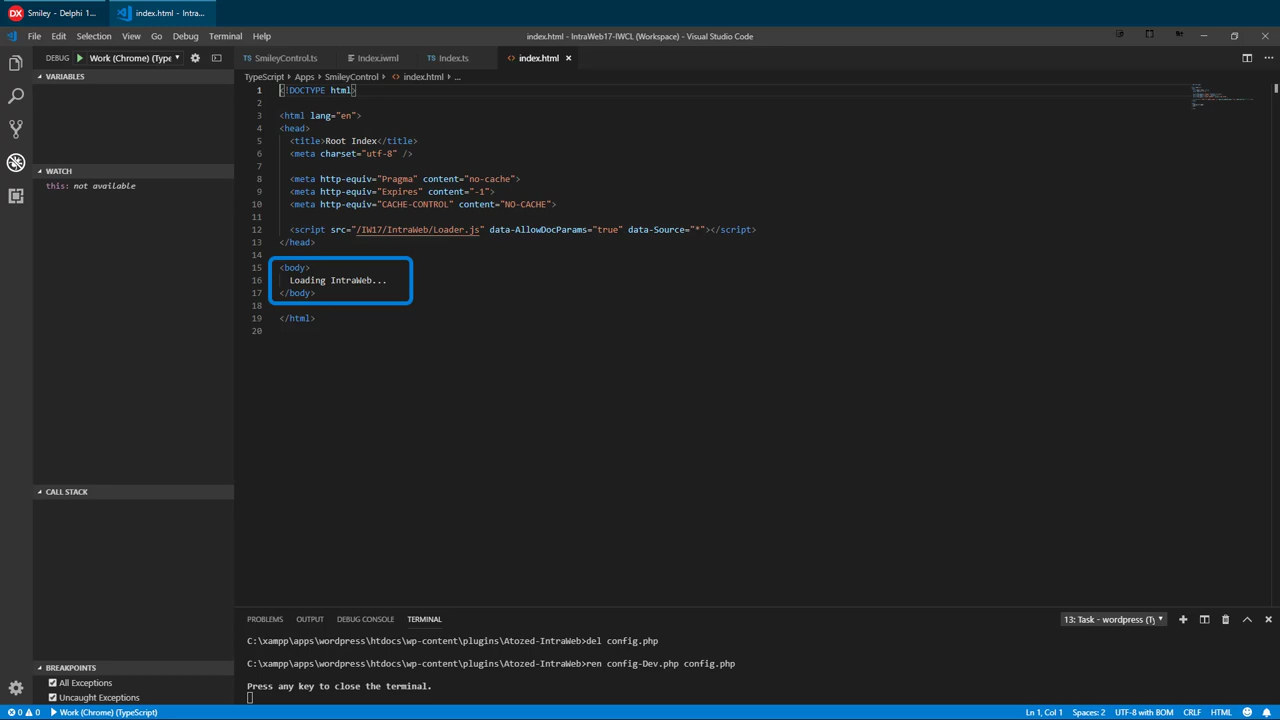 DX Smiley - Delphi 1... index.html - Intra...
File Edit Selection View Go Debug Terminal Help index.html - IntraWeb17-IWCL (Workspace) - Visual Studio Code
DEBUG Work (Chrome) (Type SmileyControl.ts Index.iwml Index.ts index.html
VARIABLES
TypeScript Apps SmileyControl index.html ...
1 <!DOCTYPE html>
2
3 <html lang="en">
4 <head>
5 <title>Root Index</title>
6 <meta charset="utf-8" />
7
8 <meta http-equiv="Pragma" content="no-cache">
9 <meta http-equiv="Expires" content="-1">
10 <meta http-equiv="CACHE-CONTROL" content="NO-CACHE">
11
12 <script src="/IW17/IntraWeb/Loader.js" data-AllowDocParams="true" data-Source="*"></script>
13 </head>
14
15 <body>
16 Loading IntraWeb...
17 </body>
18
19 </html>
20
WATCH
this: not available
CALL STACK
BREAKPOINTS
All Exceptions
Uncaught Exceptions
PROBLEMS OUTPUT DEBUG CONSOLE TERMINAL 13: Task - wordpress (Ty
C:\xampp\apps\wordpress\htdocs\wp-content\plugins\Atozed-IntraWeb>del config.php
C:\xampp\apps\wordpress\htdocs\wp-content\plugins\Atozed-IntraWeb>ren config-Dev.php config.php
Press any key to close the terminal.
0 0 Work (Chrome) (TypeScript) Ln 1, Col 1 Spaces: 2 UTF-8 with BOM CRLF HTML